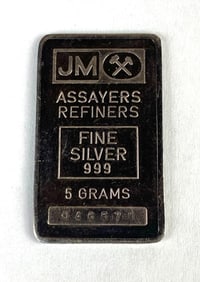 JM
ASSAYERS
REFINERS
FINE
SILVER
999
5 GRAMS